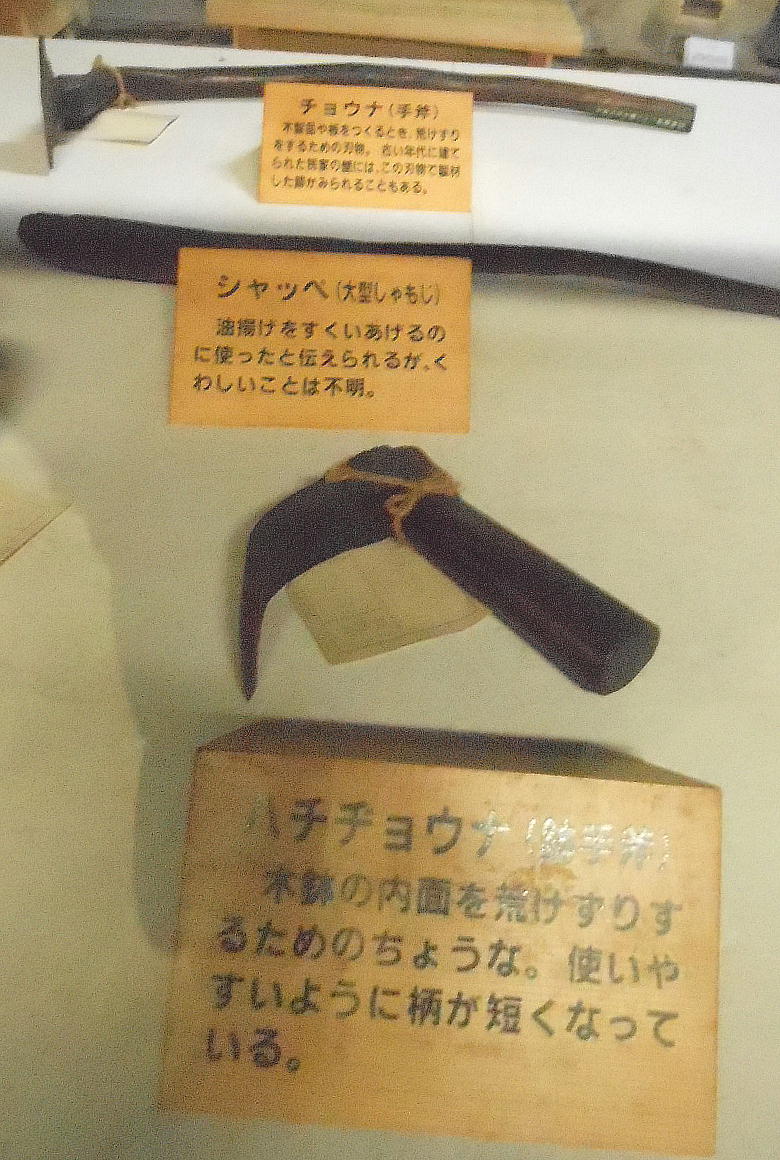 チョウナ(手斧)
木製面や板をつくるとき、荒けずり
をするための刃物。古い年代に建て
られた民家の壁には、この刃物で製材
した跡がみられることもある。
シャッペ(大型しゃもじ)
油揚げをすくいあげるの
に使ったと伝えられるが、く
わしいことは不明。
ハチヂョウナ(鉢手斧)
木鉢の内面を荒けずりす
るためのちょうな。使いや
すいように柄が短くなって
いる。